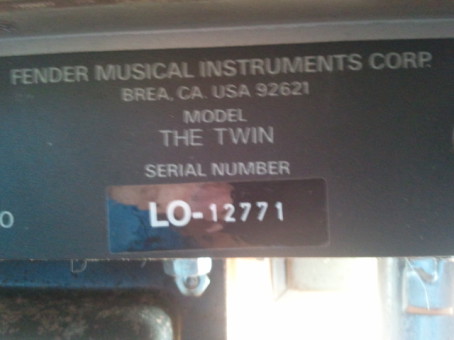 FENDER MUSICAL INSTRUMENTS CORP.
BREA, CA. USA 92621
MODEL
THE TWIN
SERIAL NUMBER
LO-12771
O